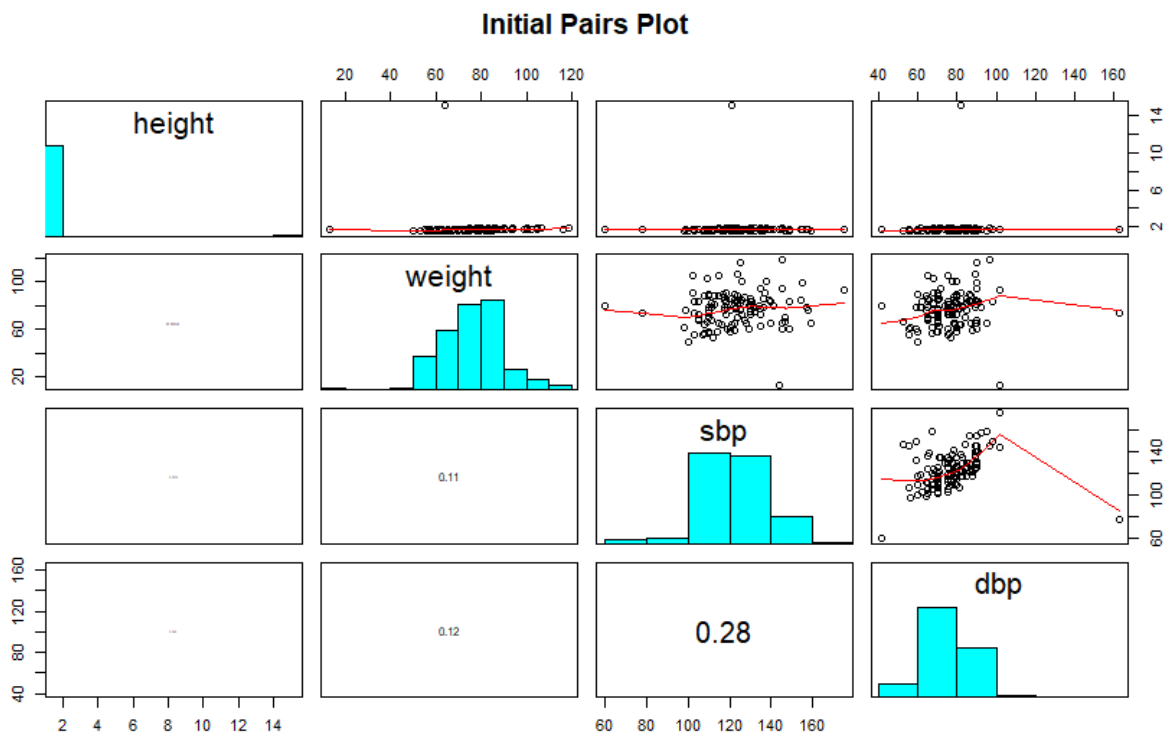 Initial Pairs Plot
20 40 60 80 100 120
40 60 80 100 120 140 160
height
2 6 10 14
20 60 100
weight
0.11
sbp
60 100 140
40 80 120 160
0.12
0.28
dbp
2 4 6 8 10 12 14
60 80 100 120 140 160